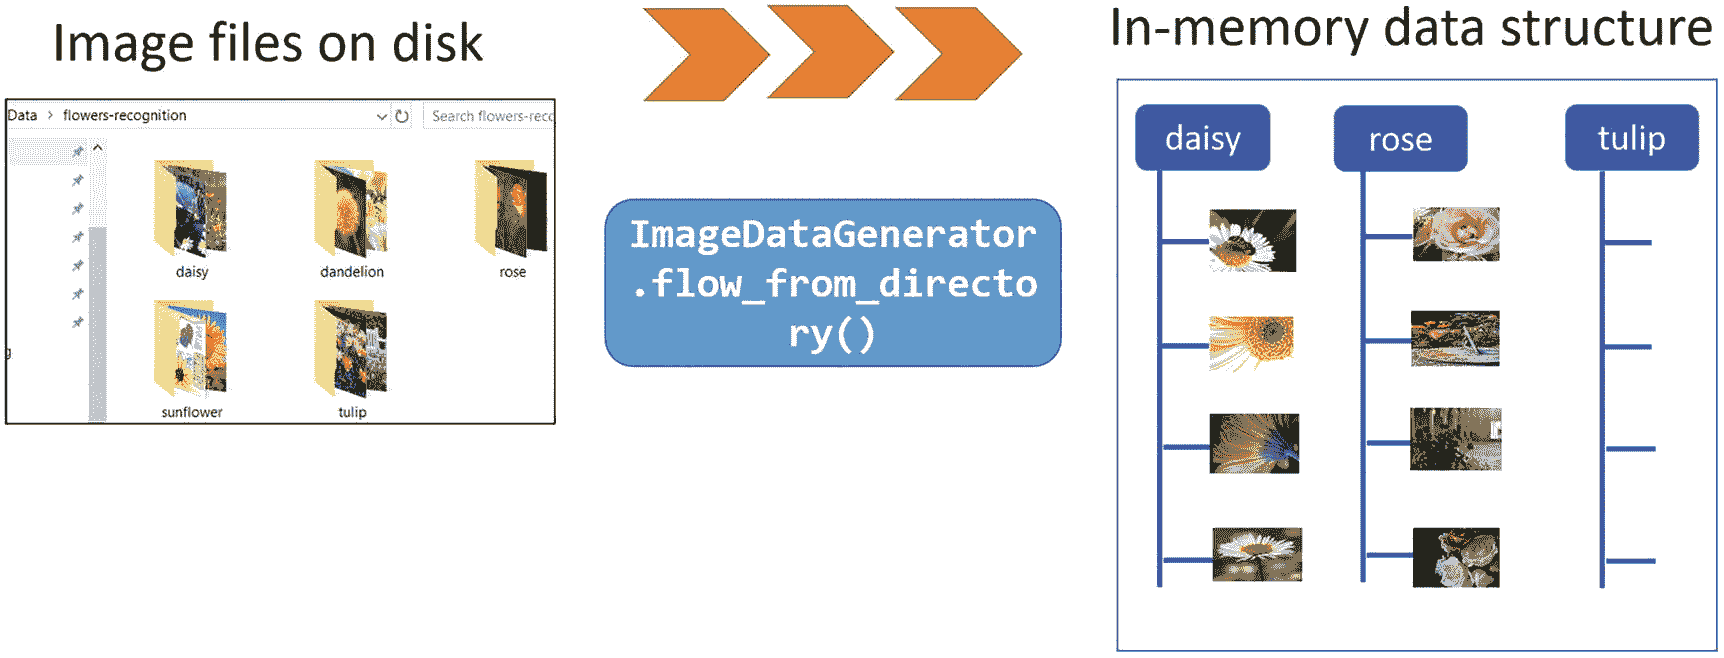 Image files on disk
In-memory data structure
Data > flowers-recognition
Search flowers-recc
daisy
dandelion
rose
sunflower
tulip
ImageDataGenerator
.flow_from_directo
ry()
daisy
rose
tulip